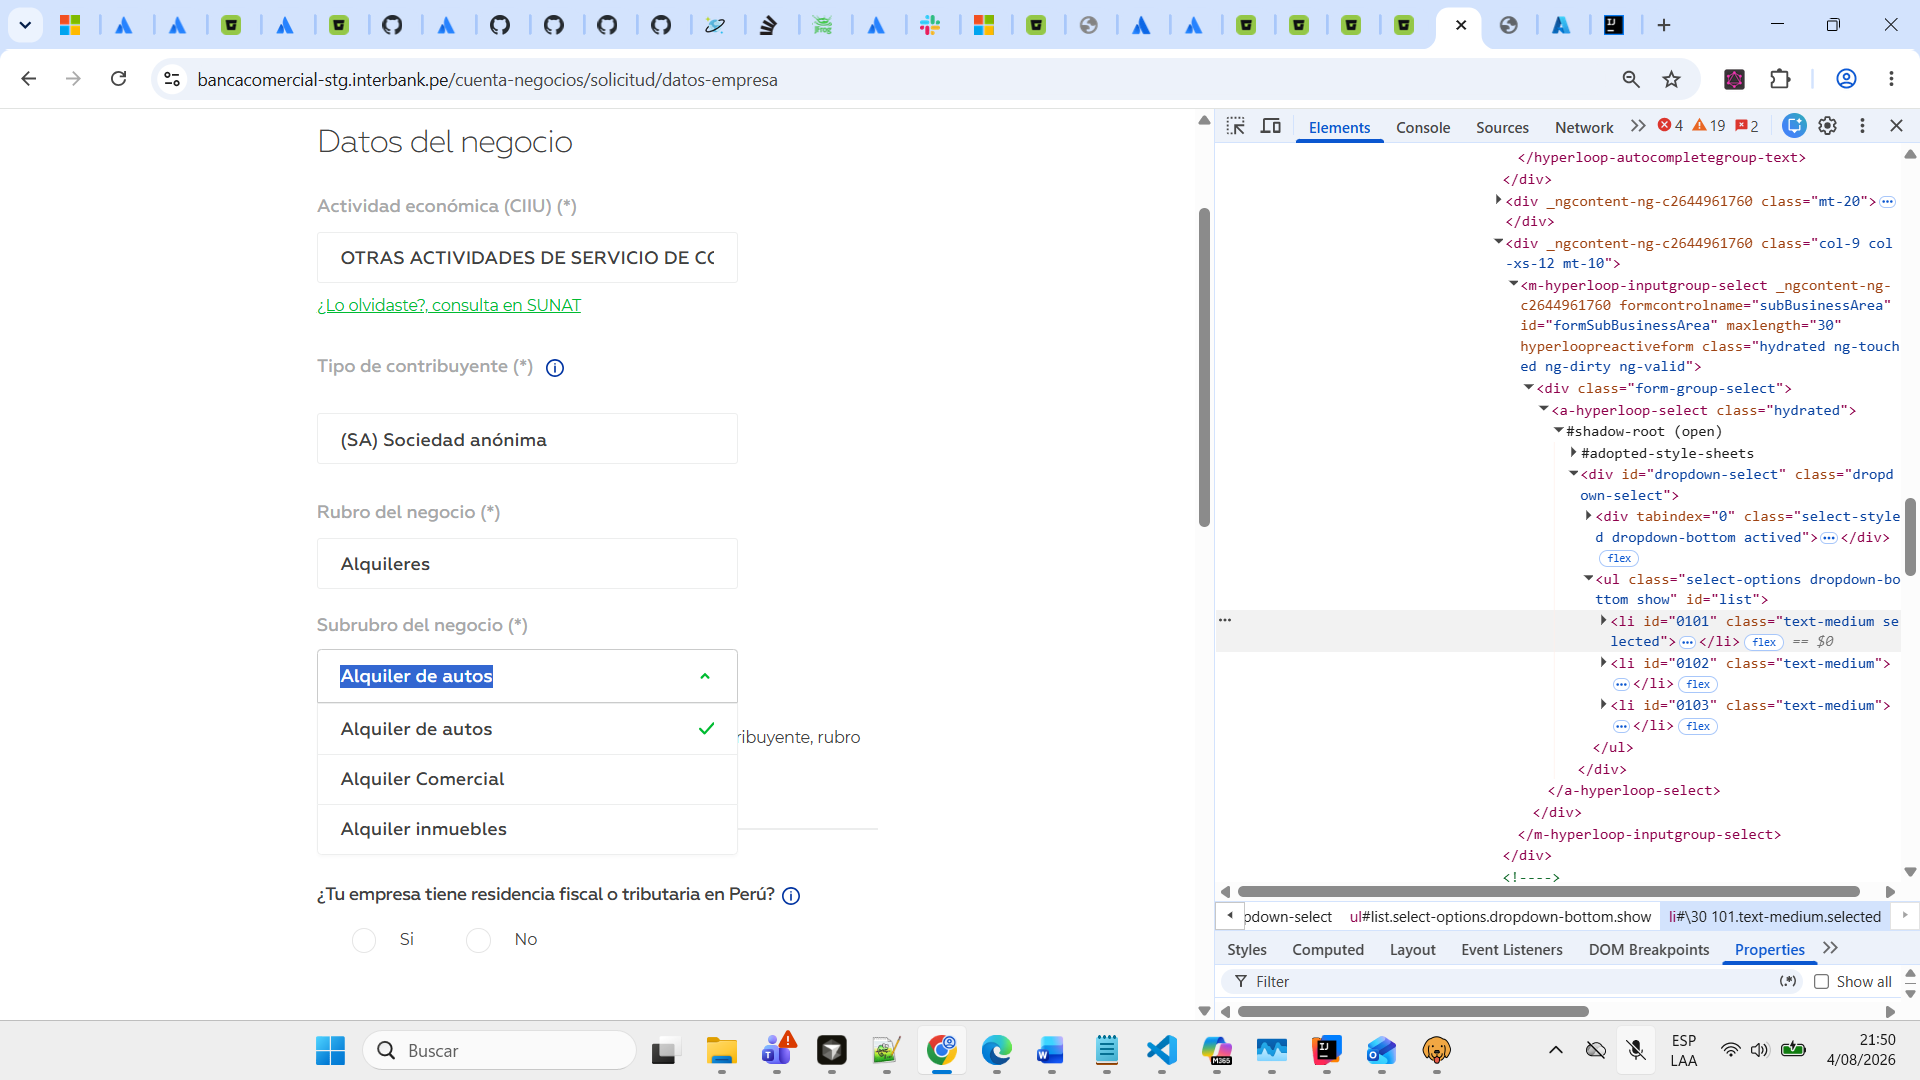 bancacomercial-stg.interbank.pe/cuenta-negocios/solicitud/datos-empresa
Datos del negocio
Actividad económica (CIIU) (*)
OTRAS ACTIVIDADES DE SERVICIO DE CO
¿Lo olvidaste?, consulta en SUNAT
Tipo de contribuyente (*)
(SA) Sociedad anónima
Rubro del negocio (*)
Alquileres
Subrubro del negocio (*)
Alquiler de autos
Alquiler de autos
ribuyente, rubro
Alquiler Comercial
Alquiler inmuebles
¿Tu empresa tiene residencia fiscal o tributaria en Perú?
Si No
Elements Console Sources Network 4 19 2
</hyperloop-autocompletegroup-text>
</div>
<div _ngcontent-ng-c2644961760 class="mt-20">
</div>
<div _ngcontent-ng-c2644961760 class="col-9 col
-xs-12 mt-10">
<m-hyperloop-inputgroup-select _ngcontent-ng-
c2644961760 formcontrolname="subBusinessArea"
id="formSubBusinessArea" maxlength="30"
hyperloopreactiveform class="hydrated ng-touch
ed ng-dirty ng-valid">
<div class="form-group-select">
<a-hyperloop-select class="hydrated">
#shadow-root (open)
#adopted-style-sheets
<div id="dropdown-select" class="dropd
own-select">
<div tabindex="0" class="select-style
d dropdown-bottom actived">…</div>
flex
<ul class="select-options dropdown-bo
ttom show" id="list">
<li id="0101" class="text-medium se
lected">…</li> flex == $0
<li id="0102" class="text-medium">
…</li> flex
<li id="0103" class="text-medium">
…</li> flex
</ul>
</div>
</a-hyperloop-select>
</div>
</m-hyperloop-inputgroup-select>
</div>
<!---->
pdown-select ul#list.select-options.dropdown-bottom.show li#\30 101.text-medium.selected
Styles Computed Layout Event Listeners DOM Breakpoints Properties
Filter (.*) Show all
Buscar
ESP
LAA
21:50
4/08/2026